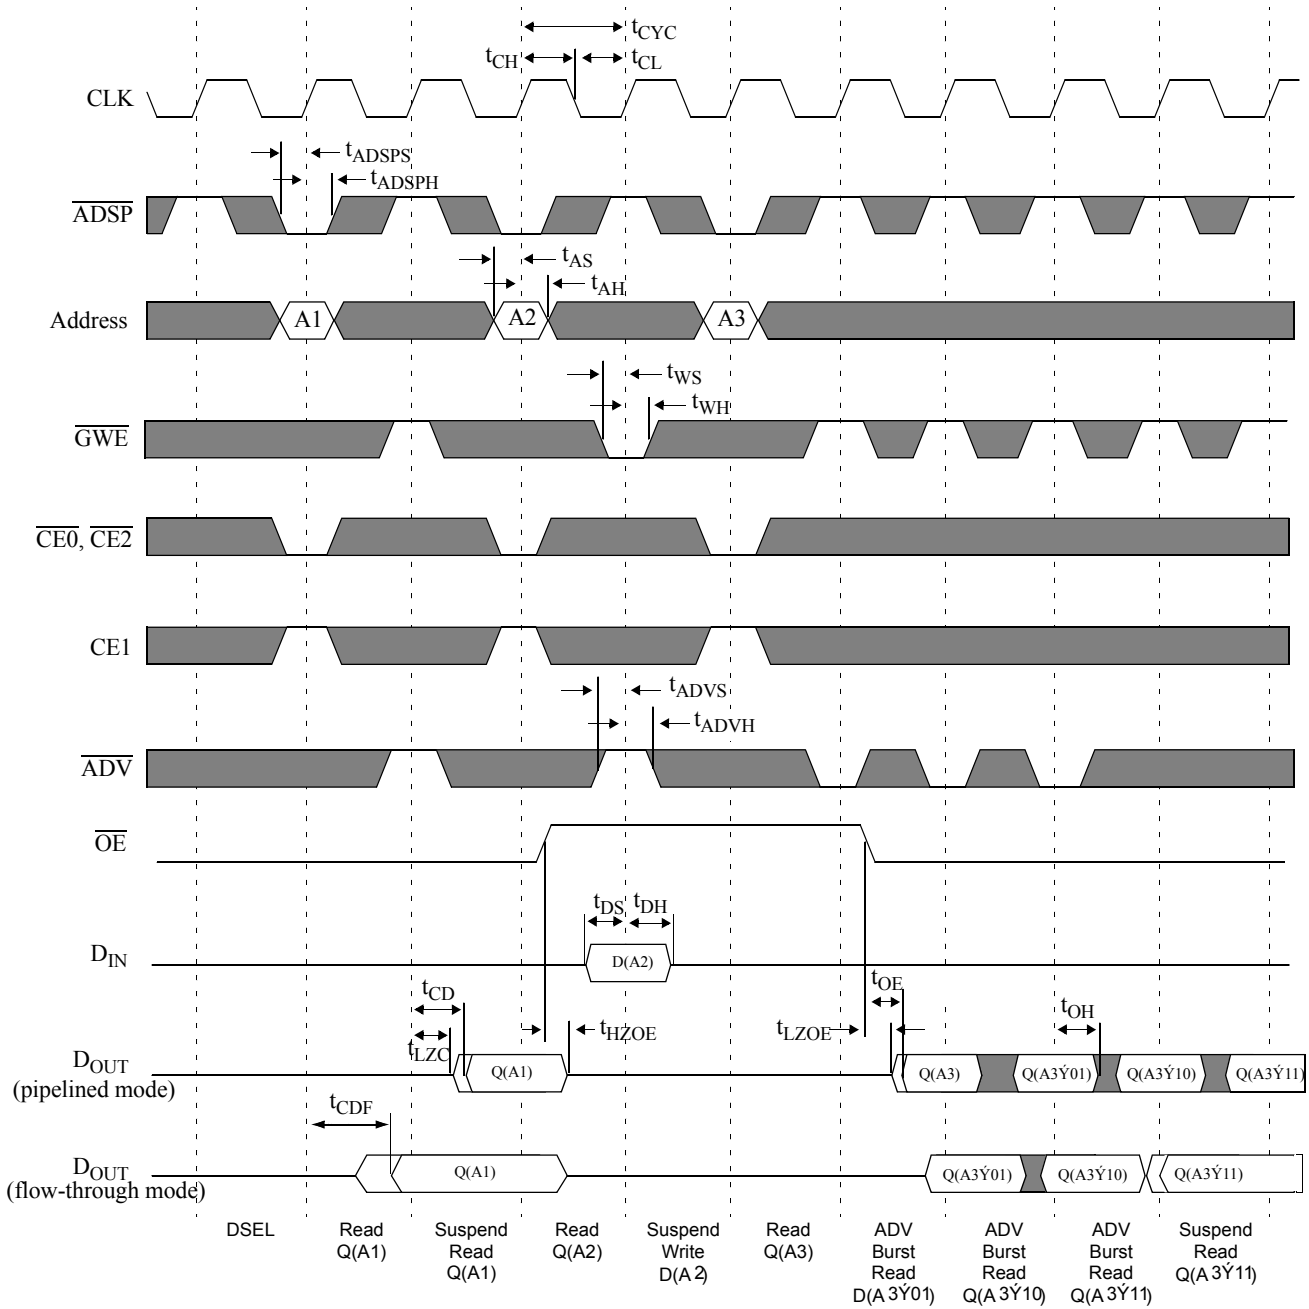 tCYC
tCH
tCL
CLK
tADSPS
tADSPH
ADSP
tAS
tAH
Address
A1
A2
A3
tWS
tWH
GWE
CE0, CE2
CE1
tADVS
tADVH
ADV
OE
tDS
tDH
DIN
D(A2)
tCD
tOE
tOH
tLZC
tHZOE
tLZOE
DOUT
(pipelined mode)
Q(A1)
Q(A3)
Q(A3Ý01)
Q(A3Ý10)
Q(A3Ý11)
tCDF
DOUT
(flow-through mode)
Q(A1)
Q(A3Ý01)
Q(A3Ý10)
Q(A3Ý11)
DSEL
Read
Q(A1)
Suspend
Read
Q(A1)
Read
Q(A2)
Suspend
Write
D(A2)
Read
Q(A3)
ADV
Burst
Read
D(A3Ý01)
ADV
Burst
Read
Q(A3Ý10)
ADV
Burst
Read
Q(A3Ý11)
Suspend
Read
Q(A3Ý11)